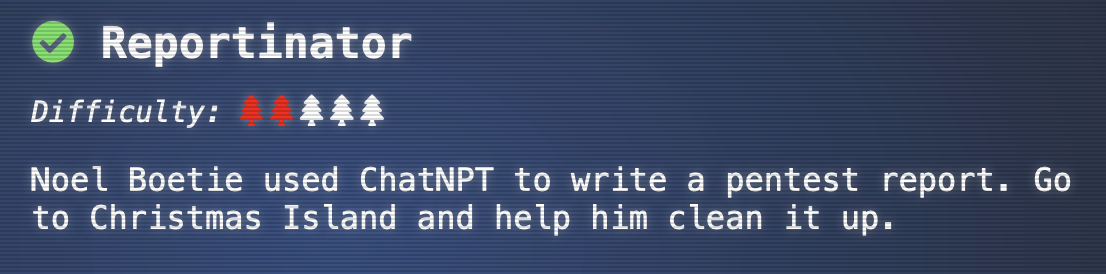 Reportinator
Difficulty:
Noel Boetie used ChatNPT to write a pentest report. Go
to Christmas Island and help him clean it up.